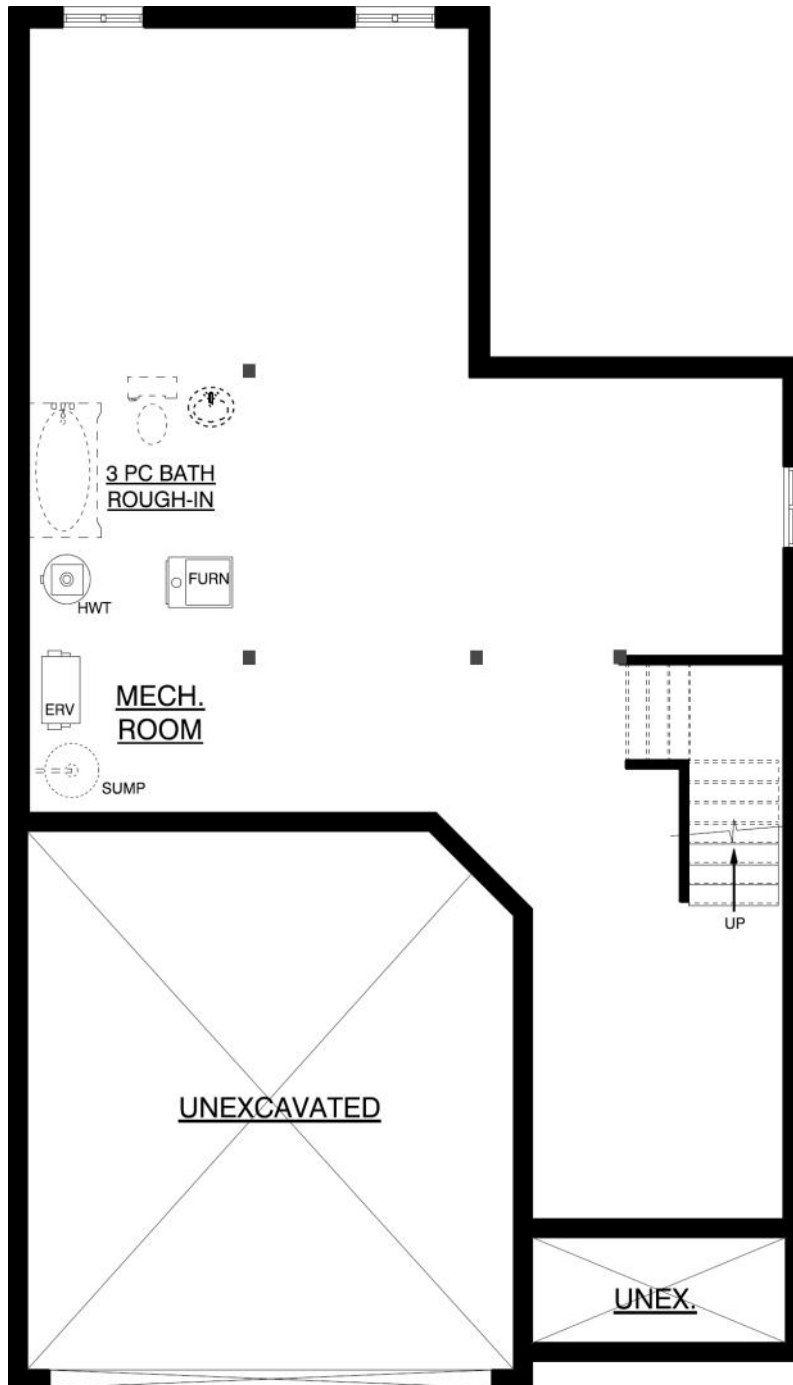 3 PC BATH
ROUGH-IN
FURN
HWT
MECH.
ROOM
ERV
SUMP
UP
UNEXCAVATED
UNEX.